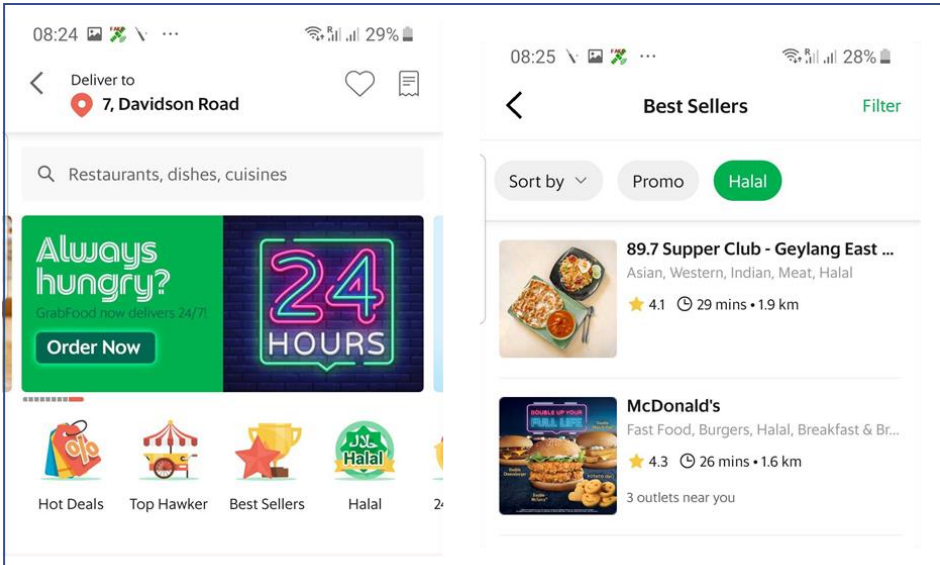 08:24 29%
Deliver to
7, Davidson Road
Restaurants, dishes, cuisines
Always
hungry?
GrabFood now delivers 24/7!
Order Now
24
HOURS
حلال
Halal
Hot Deals Top Hawker Best Sellers Halal 24
08:25 28%
Best Sellers Filter
Sort by Promo Halal
89.7 Supper Club - Geylang East ...
Asian, Western, Indian, Meat, Halal
4.1 29 mins • 1.9 km
DOUBLE UP YOUR
FULL LIFE
McDonald's
Fast Food, Burgers, Halal, Breakfast & Br...
4.3 26 mins • 1.6 km
3 outlets near you